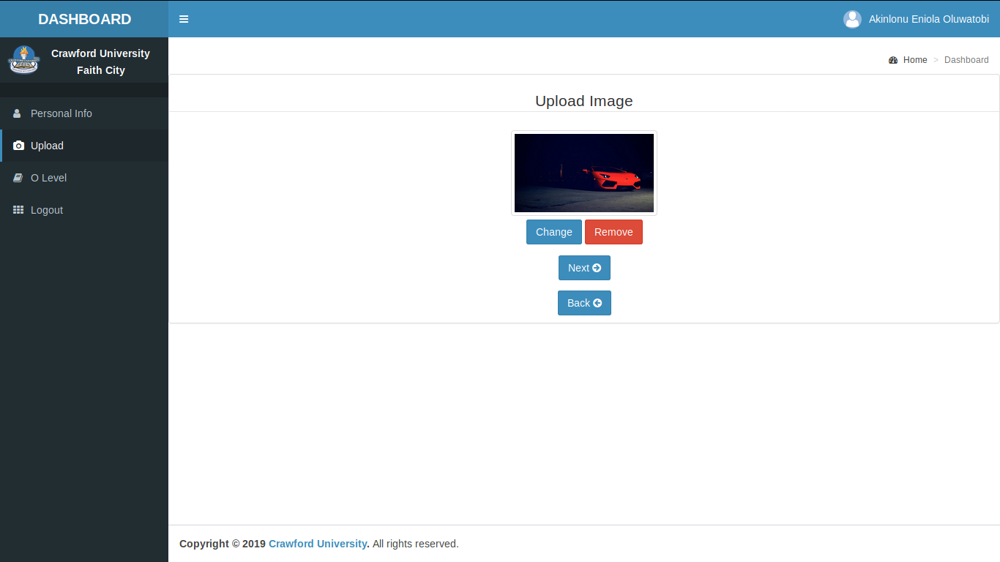 DASHBOARD
Akinlonu Eniola Oluwatobi
Crawford University
Faith City
Home > Dashboard
Personal Info
Upload
O Level
Logout
Upload Image
Change Remove
Next
Back
Copyright © 2019 Crawford University. All rights reserved.